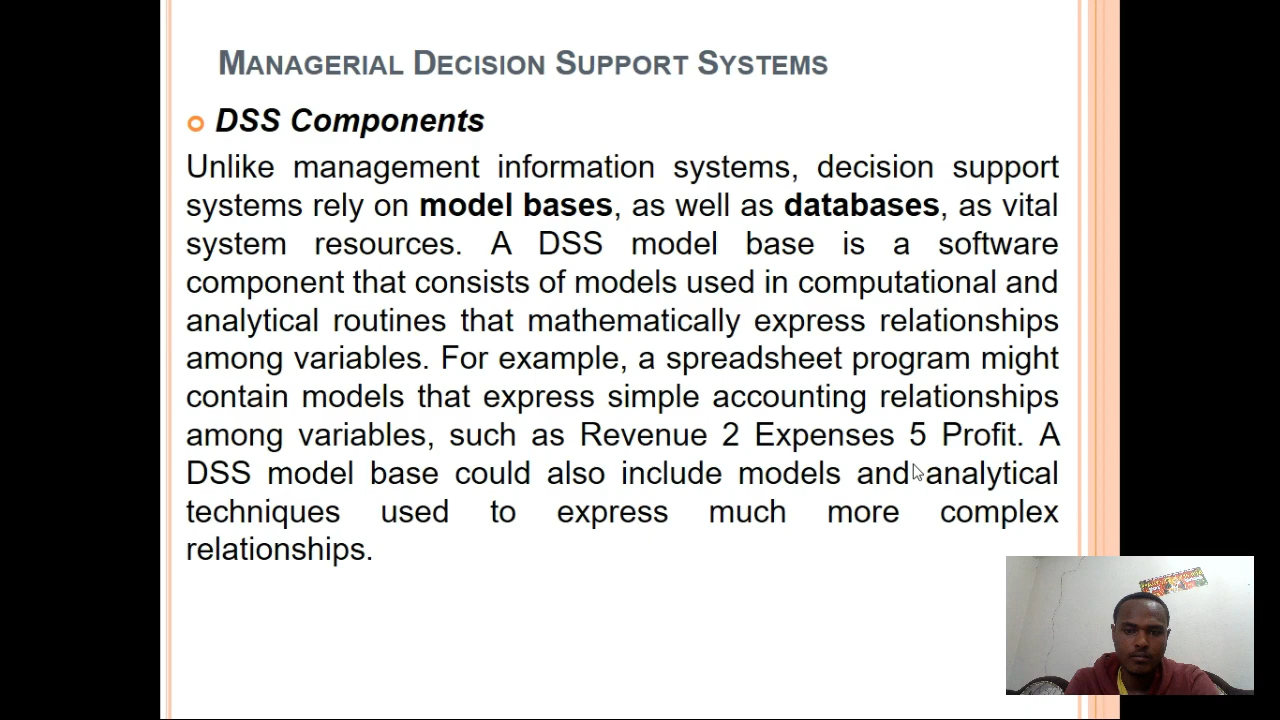 MANAGERIAL DECISION SUPPORT SYSTEMS
DSS Components
Unlike management information systems, decision support
systems rely on model bases, as well as databases, as vital
system resources. A DSS model base is a software
component that consists of models used in computational and
analytical routines that mathematically express relationships
among variables. For example, a spreadsheet program might
contain models that express simple accounting relationships
among variables, such as Revenue 2 Expenses 5 Profit. A
DSS model base could also include models and analytical
techniques used to express much more complex
relationships.